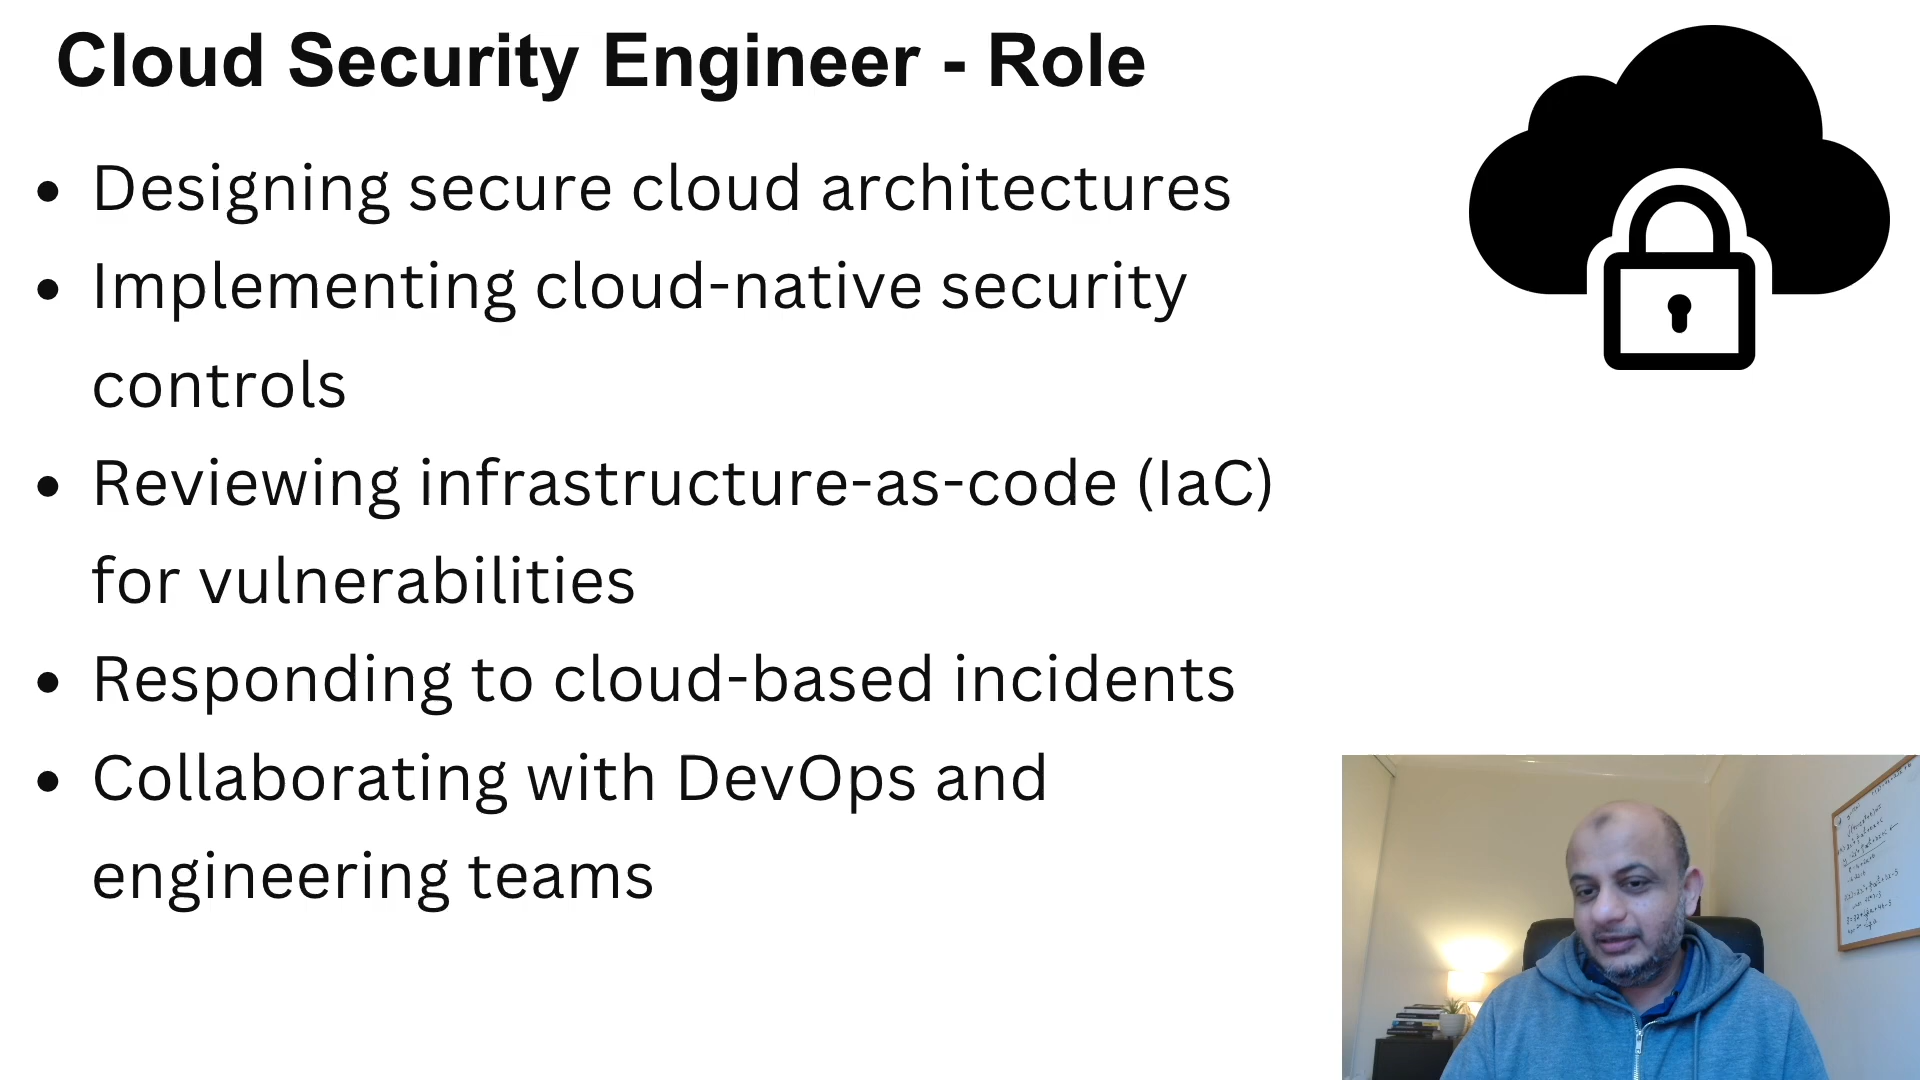 Cloud Security Engineer - Role
• Designing secure cloud architectures
• Implementing cloud-native security
controls
• Reviewing infrastructure-as-code (IaC)
for vulnerabilities
• Responding to cloud-based incidents
• Collaborating with DevOps and
engineering teams